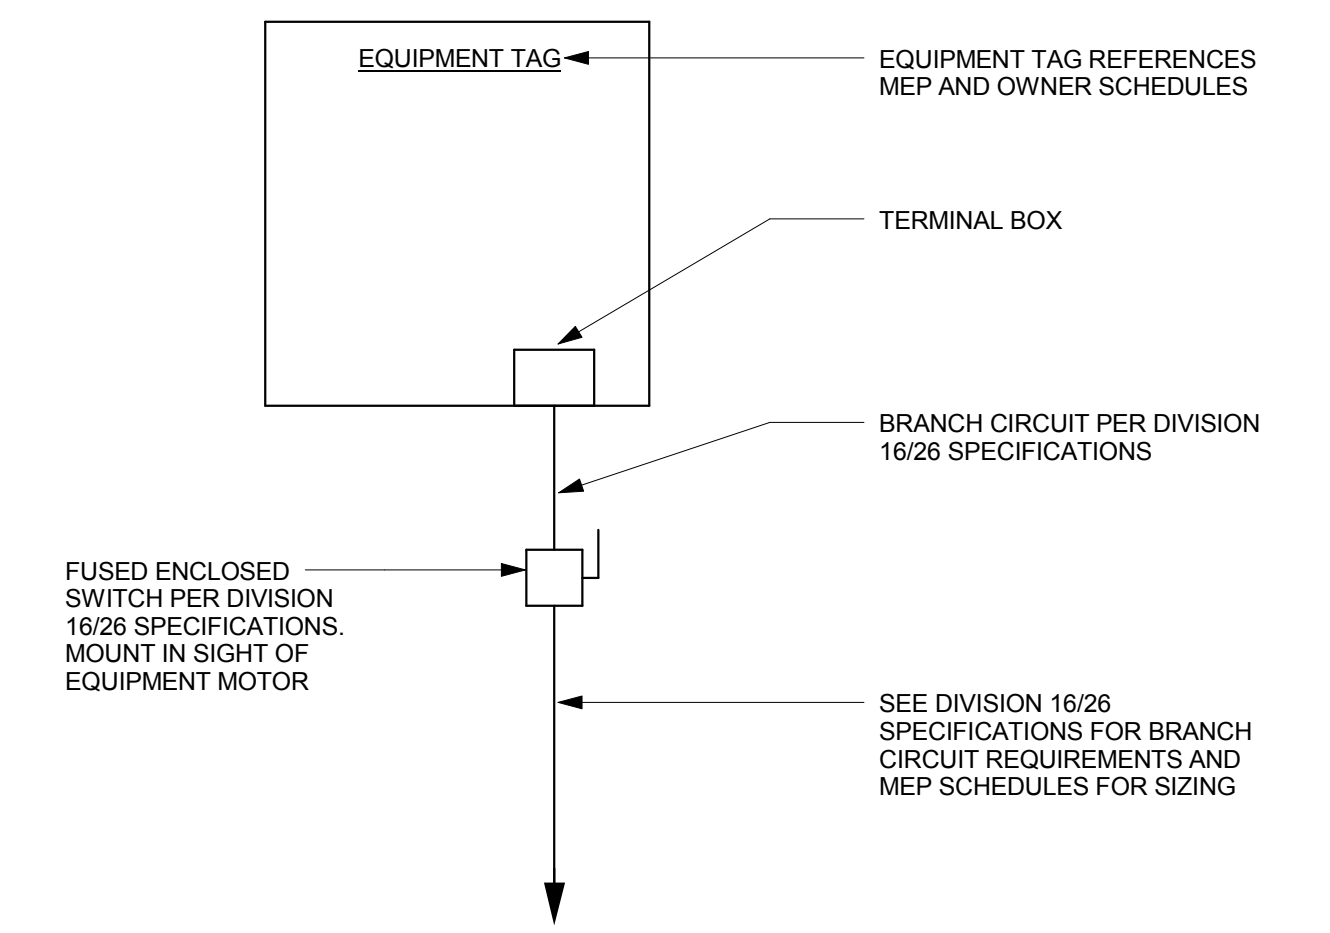 EQUIPMENT TAG
EQUIPMENT TAG REFERENCES
MEP AND OWNER SCHEDULES
TERMINAL BOX
BRANCH CIRCUIT PER DIVISION
16/26 SPECIFICATIONS
FUSED ENCLOSED
SWITCH PER DIVISION
16/26 SPECIFICATIONS.
MOUNT IN SIGHT OF
EQUIPMENT MOTOR
SEE DIVISION 16/26
SPECIFICATIONS FOR BRANCH
CIRCUIT REQUIREMENTS AND
MEP SCHEDULES FOR SIZING